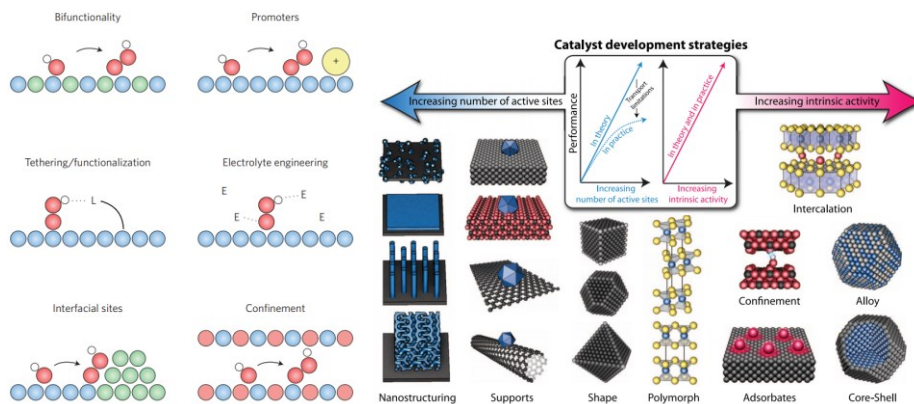 Bifunctionality
Promoters
+
Tethering/functionalization
Electrolyte engineering
L
E
E
E
E
Interfacial sites
Confinement
Catalyst development strategies
Increasing number of active sites
Increasing intrinsic activity
Performance
In theory
In practice
Transport
limitations
In theory and in practice
Increasing
number of active sites
Increasing
intrinsic activity
Intercalation
Confinement
Alloy
Nanostructuring
Supports
Shape
Polymorph
Adsorbates
Core-Shell